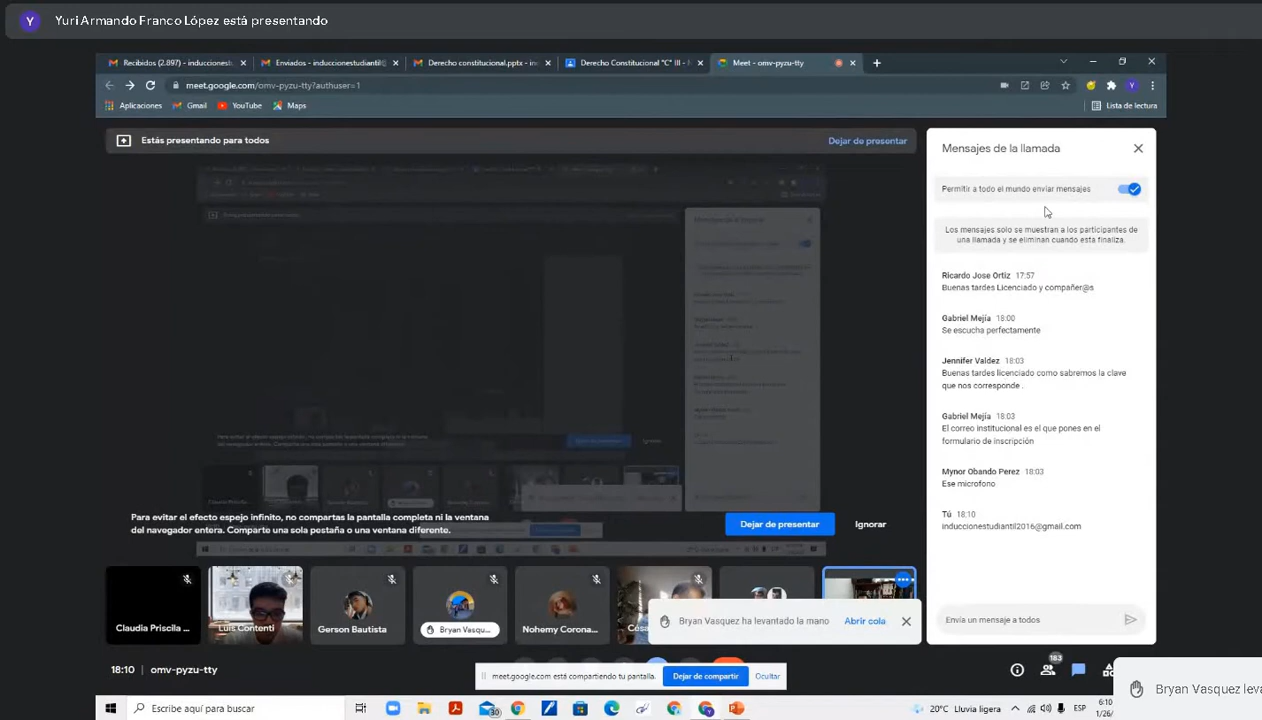 Y Yuri Armando Franco López está presentando
Recibidos (2.897) - induccionestu
Enviados - induccionestudiantil@
Derecho constitucional.pptx - in
Derecho Constitucional "C" III - M
Meet - omv-pyzu-tty
meet.google.com/omv-pyzu-tty?authuser=1
Aplicaciones Gmail YouTube Maps Lista de lectura
Estás presentando para todos Dejar de presentar
Para evitar el efecto espejo infinito, no compartas la pantalla completa ni la ventana
del navegador entera. Comparte una sola pestaña o una ventana diferente.
Dejar de presentar Ignorar
Mensajes de la llamada
Permitir a todo el mundo enviar mensajes
Los mensajes solo se muestran a los participantes de
una llamada y se eliminan cuando esta finaliza.
Ricardo Jose Ortiz 17:57
Buenas tardes Licenciado y compañer@s
Gabriel Mejía 18:00
Se escucha perfectamente
Jennifer Valdez 18:03
Buenas tardes licenciado como sabremos la clave
que nos corresponde .
Gabriel Mejía 18:03
El correo institucional es el que pones en el
formulario de inscripción
Mynor Obando Perez 18:03
Ese microfono
Tú 18:10
induccionestudiantil2016@gmail.com
Envía un mensaje a todos
Claudia Priscila ...
Luis Contenti
Gerson Bautista
Bryan Vasqu...
Nohemy Corona...
Bryan Vasquez ha levantado la mano Abrir cola
18:10 | omv-pyzu-tty
183
meet.google.com está compartiendo tu pantalla. Dejar de compartir Ocultar
Bryan Vasquez leva
Escribe aquí para buscar
30
20°C Lluvia ligera
ESP
6:10
1/26/